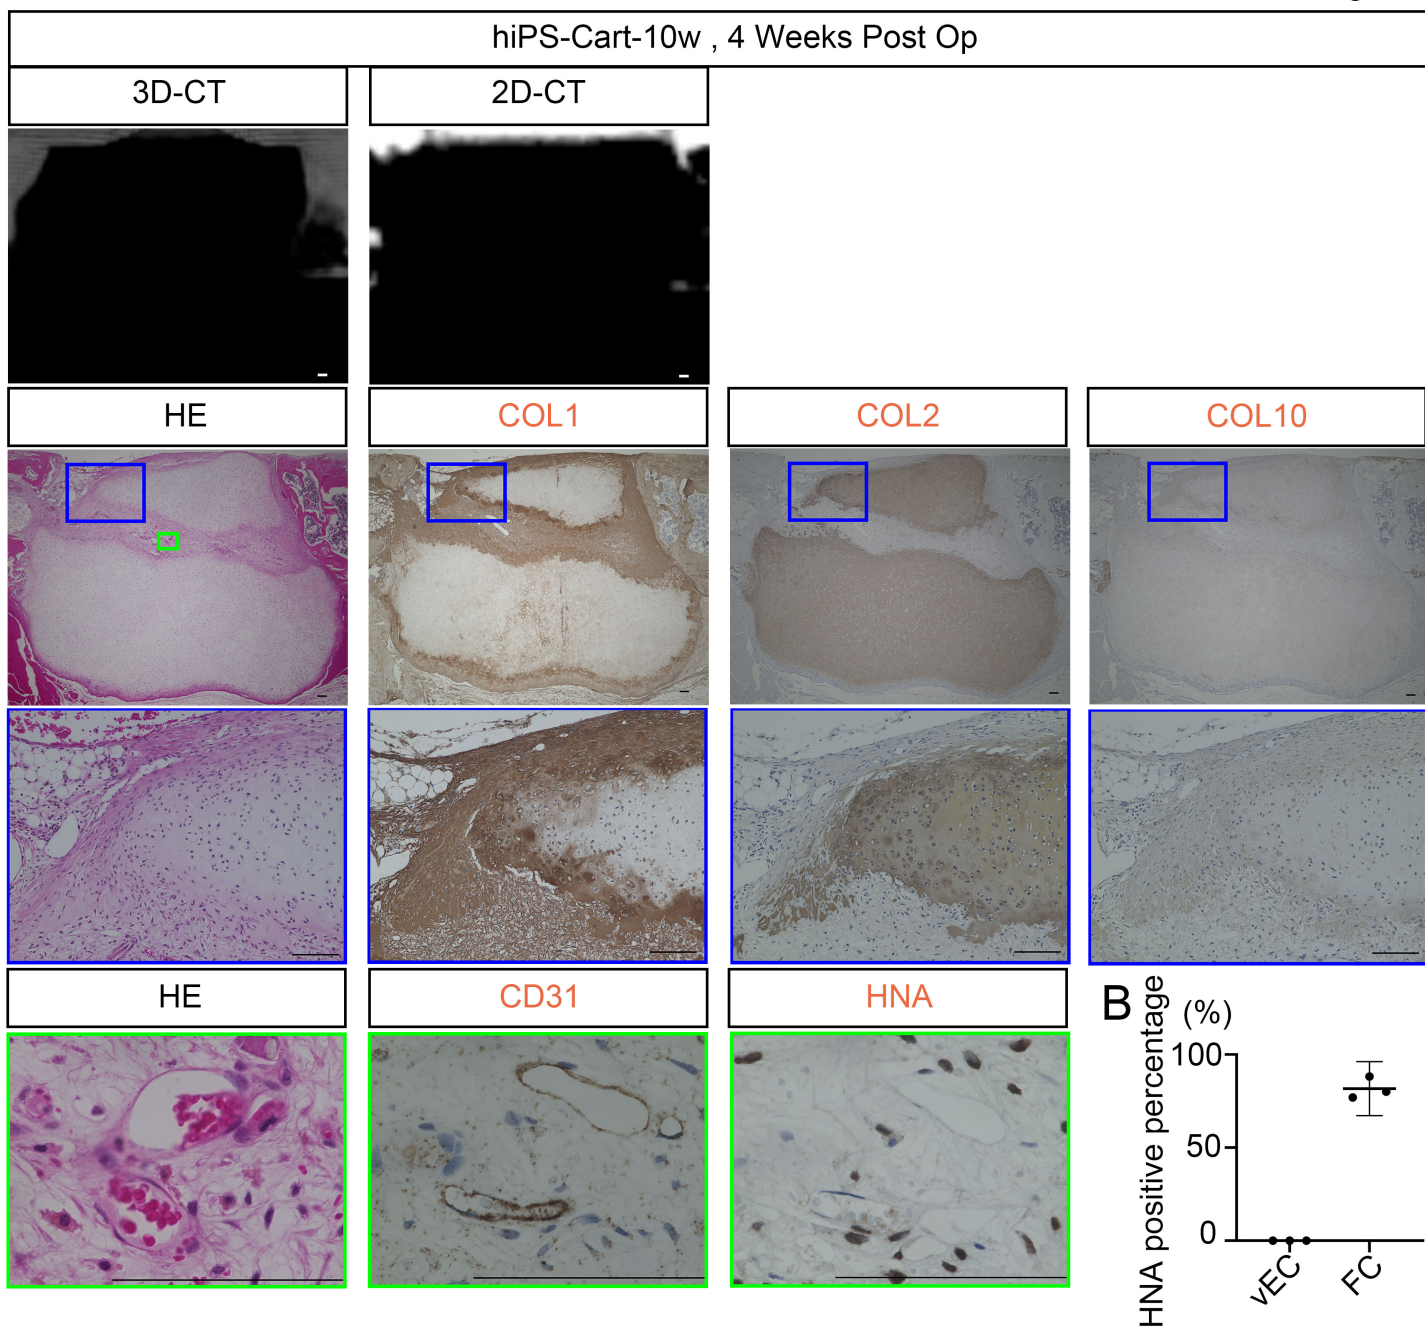 hiPS-Cart-10w , 4 Weeks Post Op
3D-CT
2D-CT
HE
COL1
COL2
COL10
HE
CD31
HNA
B
(%)
HNA positive percentage
100
50
0
vEC
FC